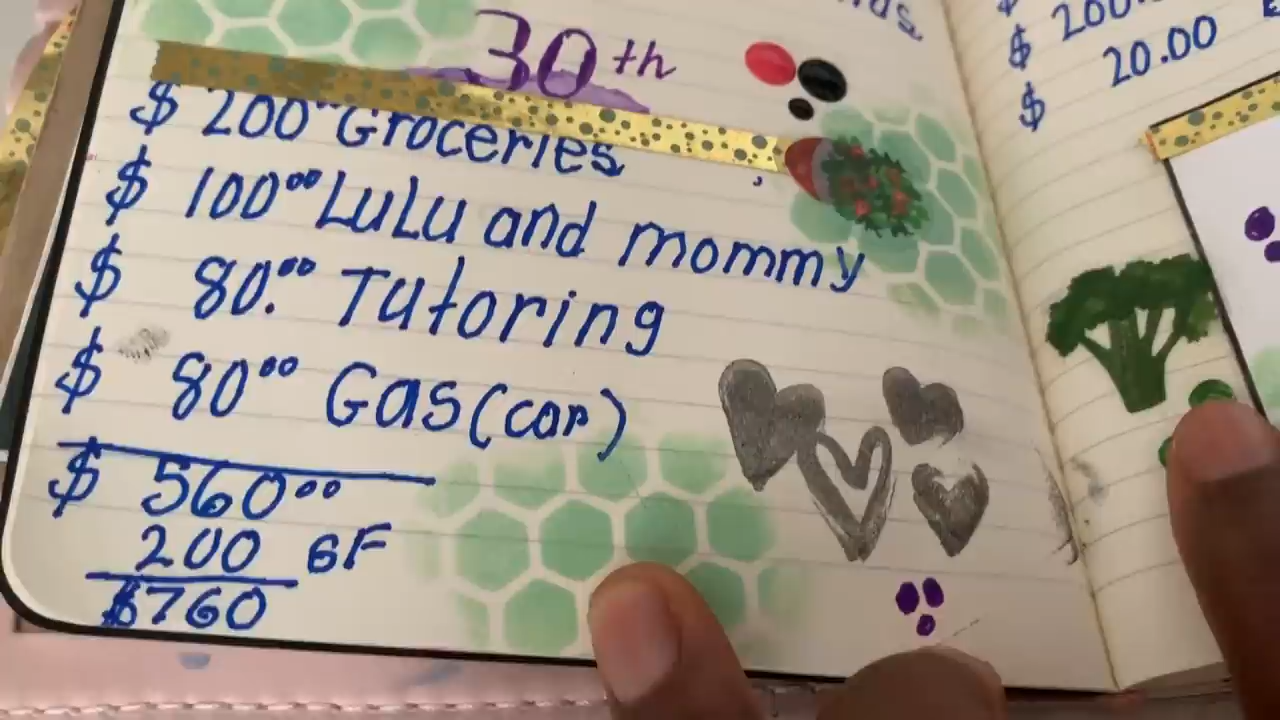 30th
$ 200.00 Groceries
$ 100.00 LuLu and mommy
$ 80.00 Tutoring
$ 80.00 Gas (car)
$ 560.00
200 GF
$760
$ 200.
$ 20.00